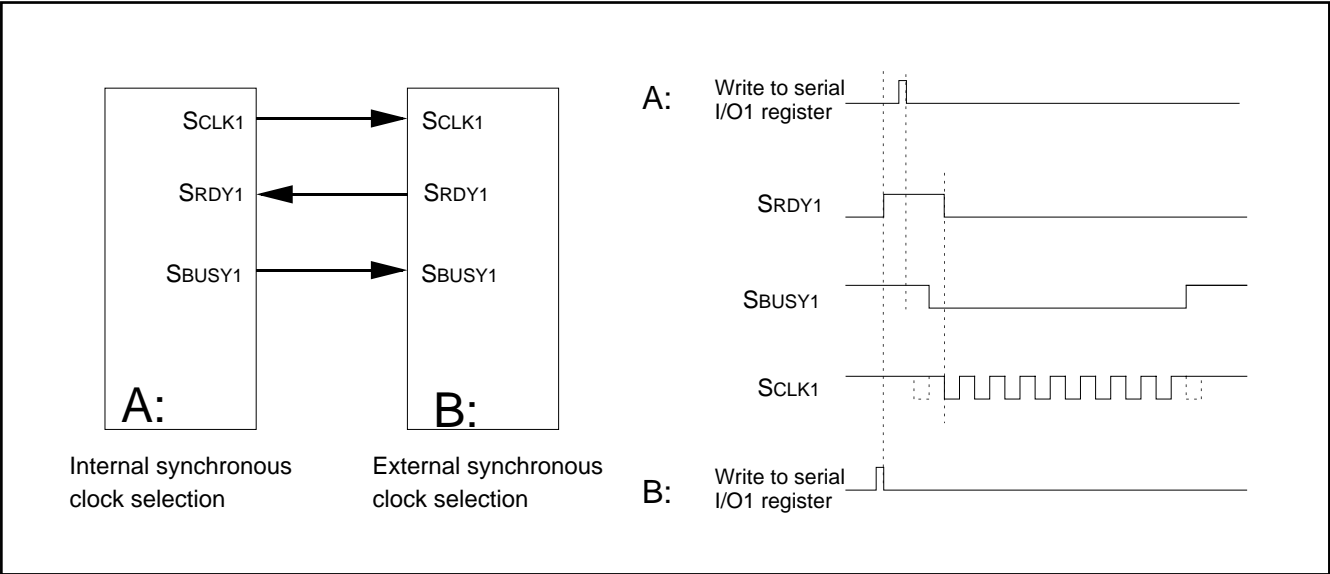 SCLK1
SCLK1
SRDY1
SRDY1
SBUSY1
SBUSY1
A:
B:
Internal synchronous
clock selection
External synchronous
clock selection
A:
Write to serial
I/O1 register
SRDY1
SBUSY1
SCLK1
B:
Write to serial
I/O1 register